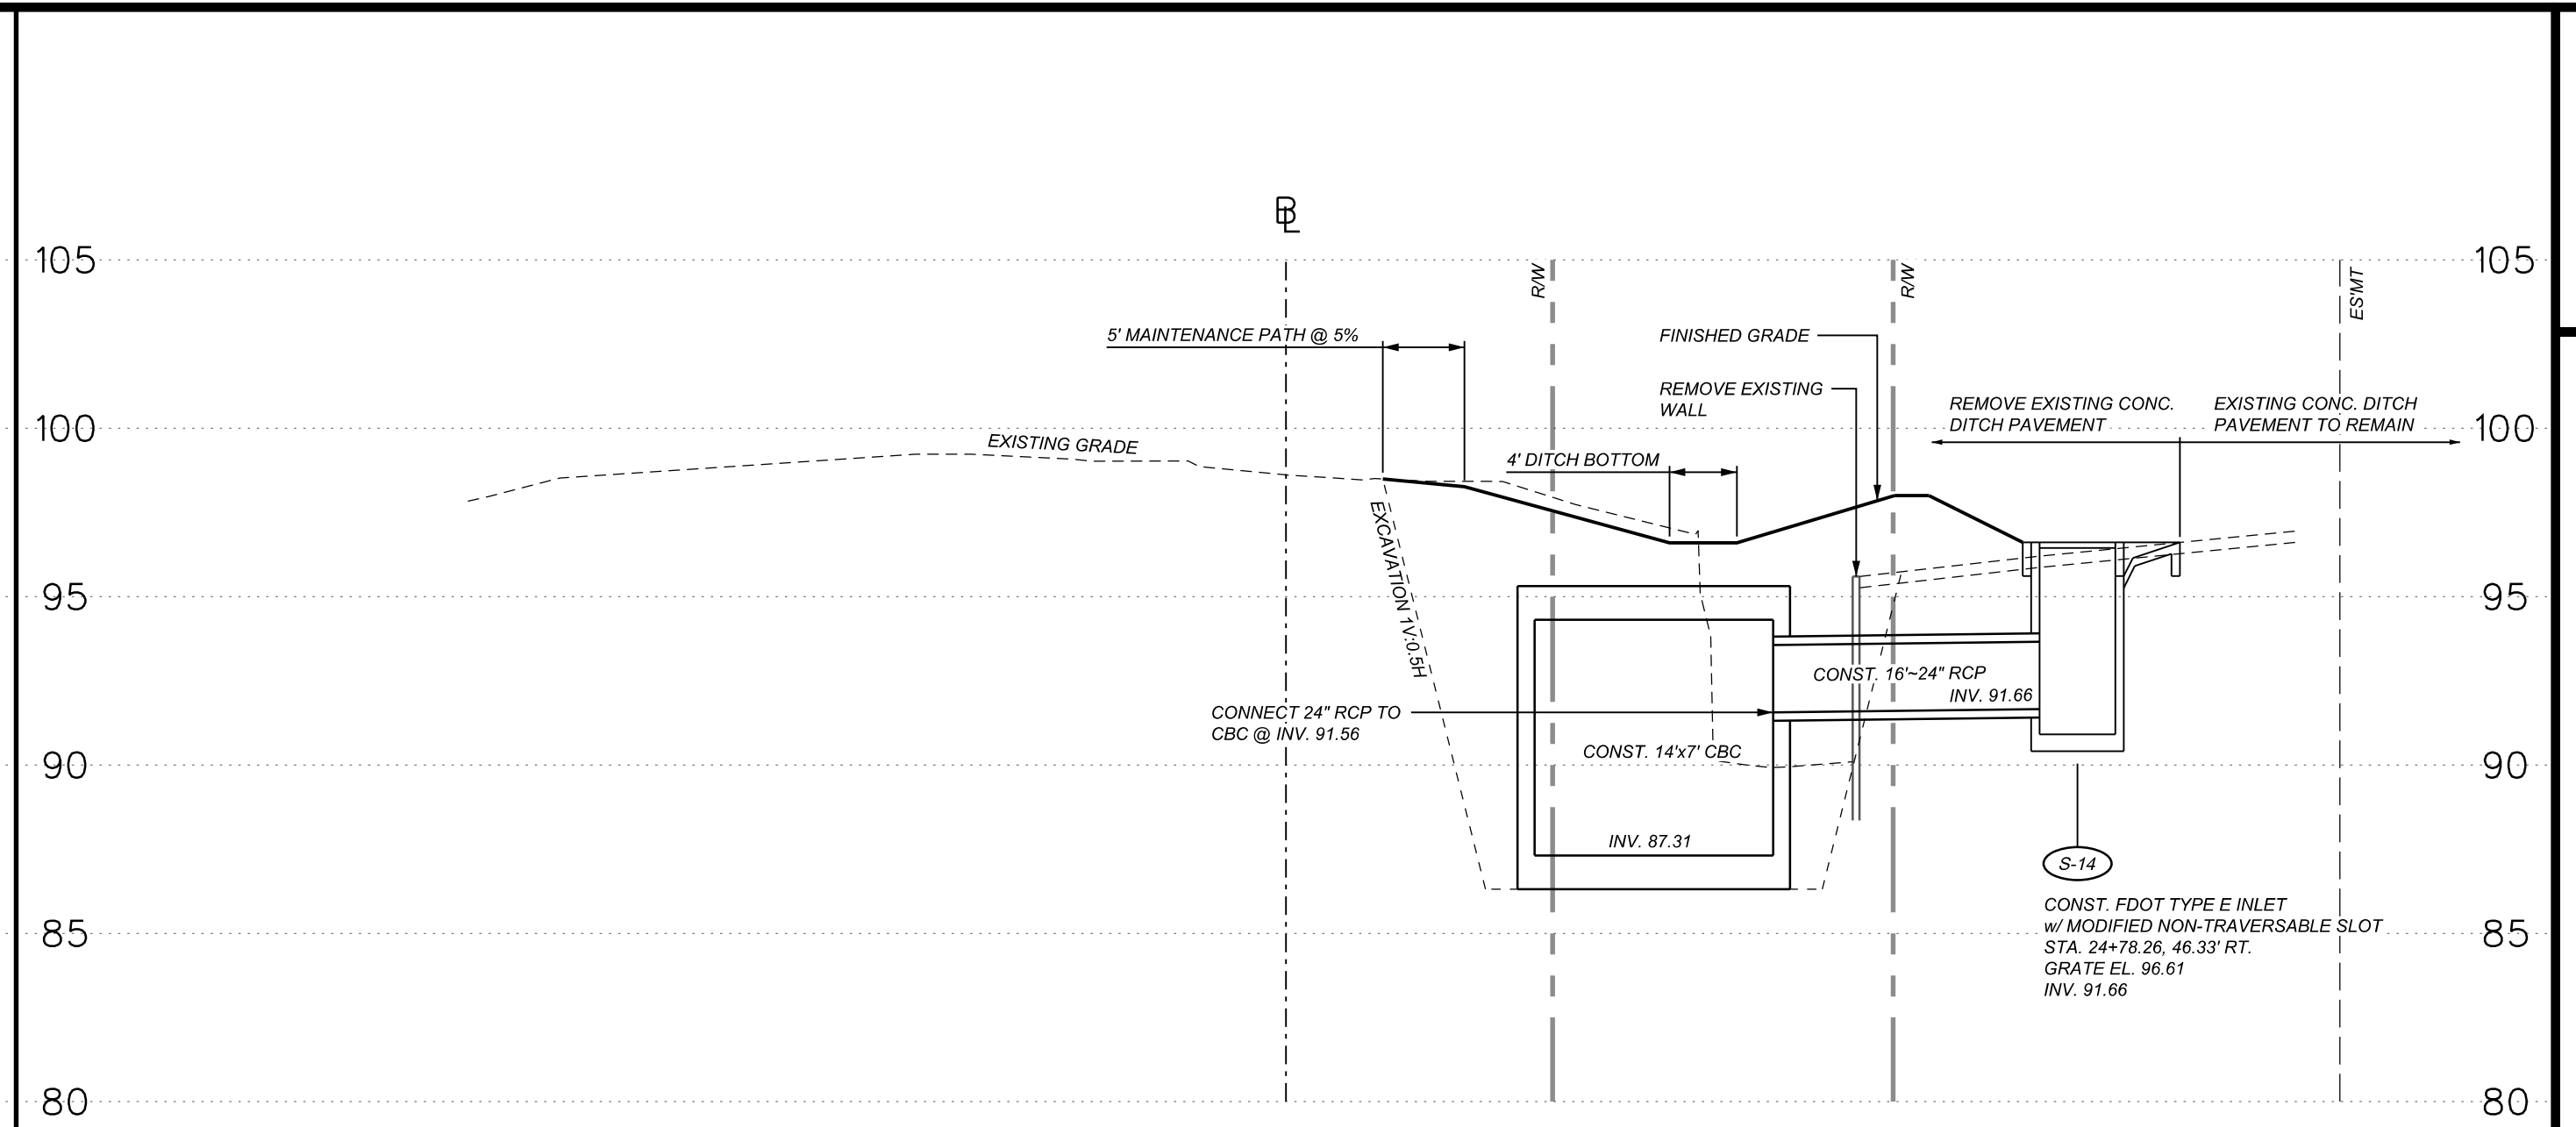 BL
105
105
R/W
R/W
ES'MT
5' MAINTENANCE PATH @ 5%
FINISHED GRADE
REMOVE EXISTING
WALL
REMOVE EXISTING CONC.
DITCH PAVEMENT
EXISTING CONC. DITCH
PAVEMENT TO REMAIN
100
100
EXISTING GRADE
4' DITCH BOTTOM
EXCAVATION 1V:0.5H
95
95
CONST. 16'~24" RCP
INV. 91.66
CONNECT 24" RCP TO
CBC @ INV. 91.56
CONST. 14'x7' CBC
90
90
INV. 87.31
S-14
CONST. FDOT TYPE E INLET
w/ MODIFIED NON-TRAVERSABLE SLOT
STA. 24+78.26, 46.33' RT.
GRATE EL. 96.61
INV. 91.66
85
85
80
80